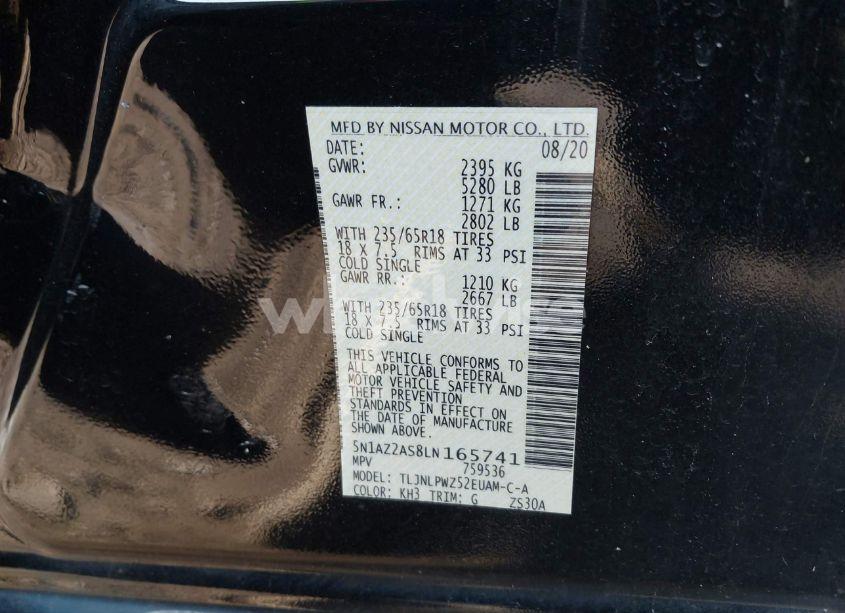 MFD BY NISSAN MOTOR CO., LTD.
DATE: 08/20
GVWR: 2395 KG
5280 LB
GAWR FR.: 1271 KG
2802 LB
WITH 235/65R18 TIRES
18 X 7.5 RIMS AT 33 PSI
COLD SINGLE
GAWR RR.: 1210 KG
2667 LB
WITH 235/65R18 TIRES
18 X 7.5 RIMS AT 33 PSI
COLD SINGLE
THIS VEHICLE CONFORMS TO
ALL APPLICABLE FEDERAL
MOTOR VEHICLE SAFETY AND
THEFT PREVENTION
STANDARDS IN EFFECT ON
THE DATE OF MANUFACTURE
SHOWN ABOVE.
5N1AZ2AS8LN165741
MPV 759536
MODEL: TLJNLPWZ52EUAM-C-A
COLOR: KH3 TRIM: G ZS30A